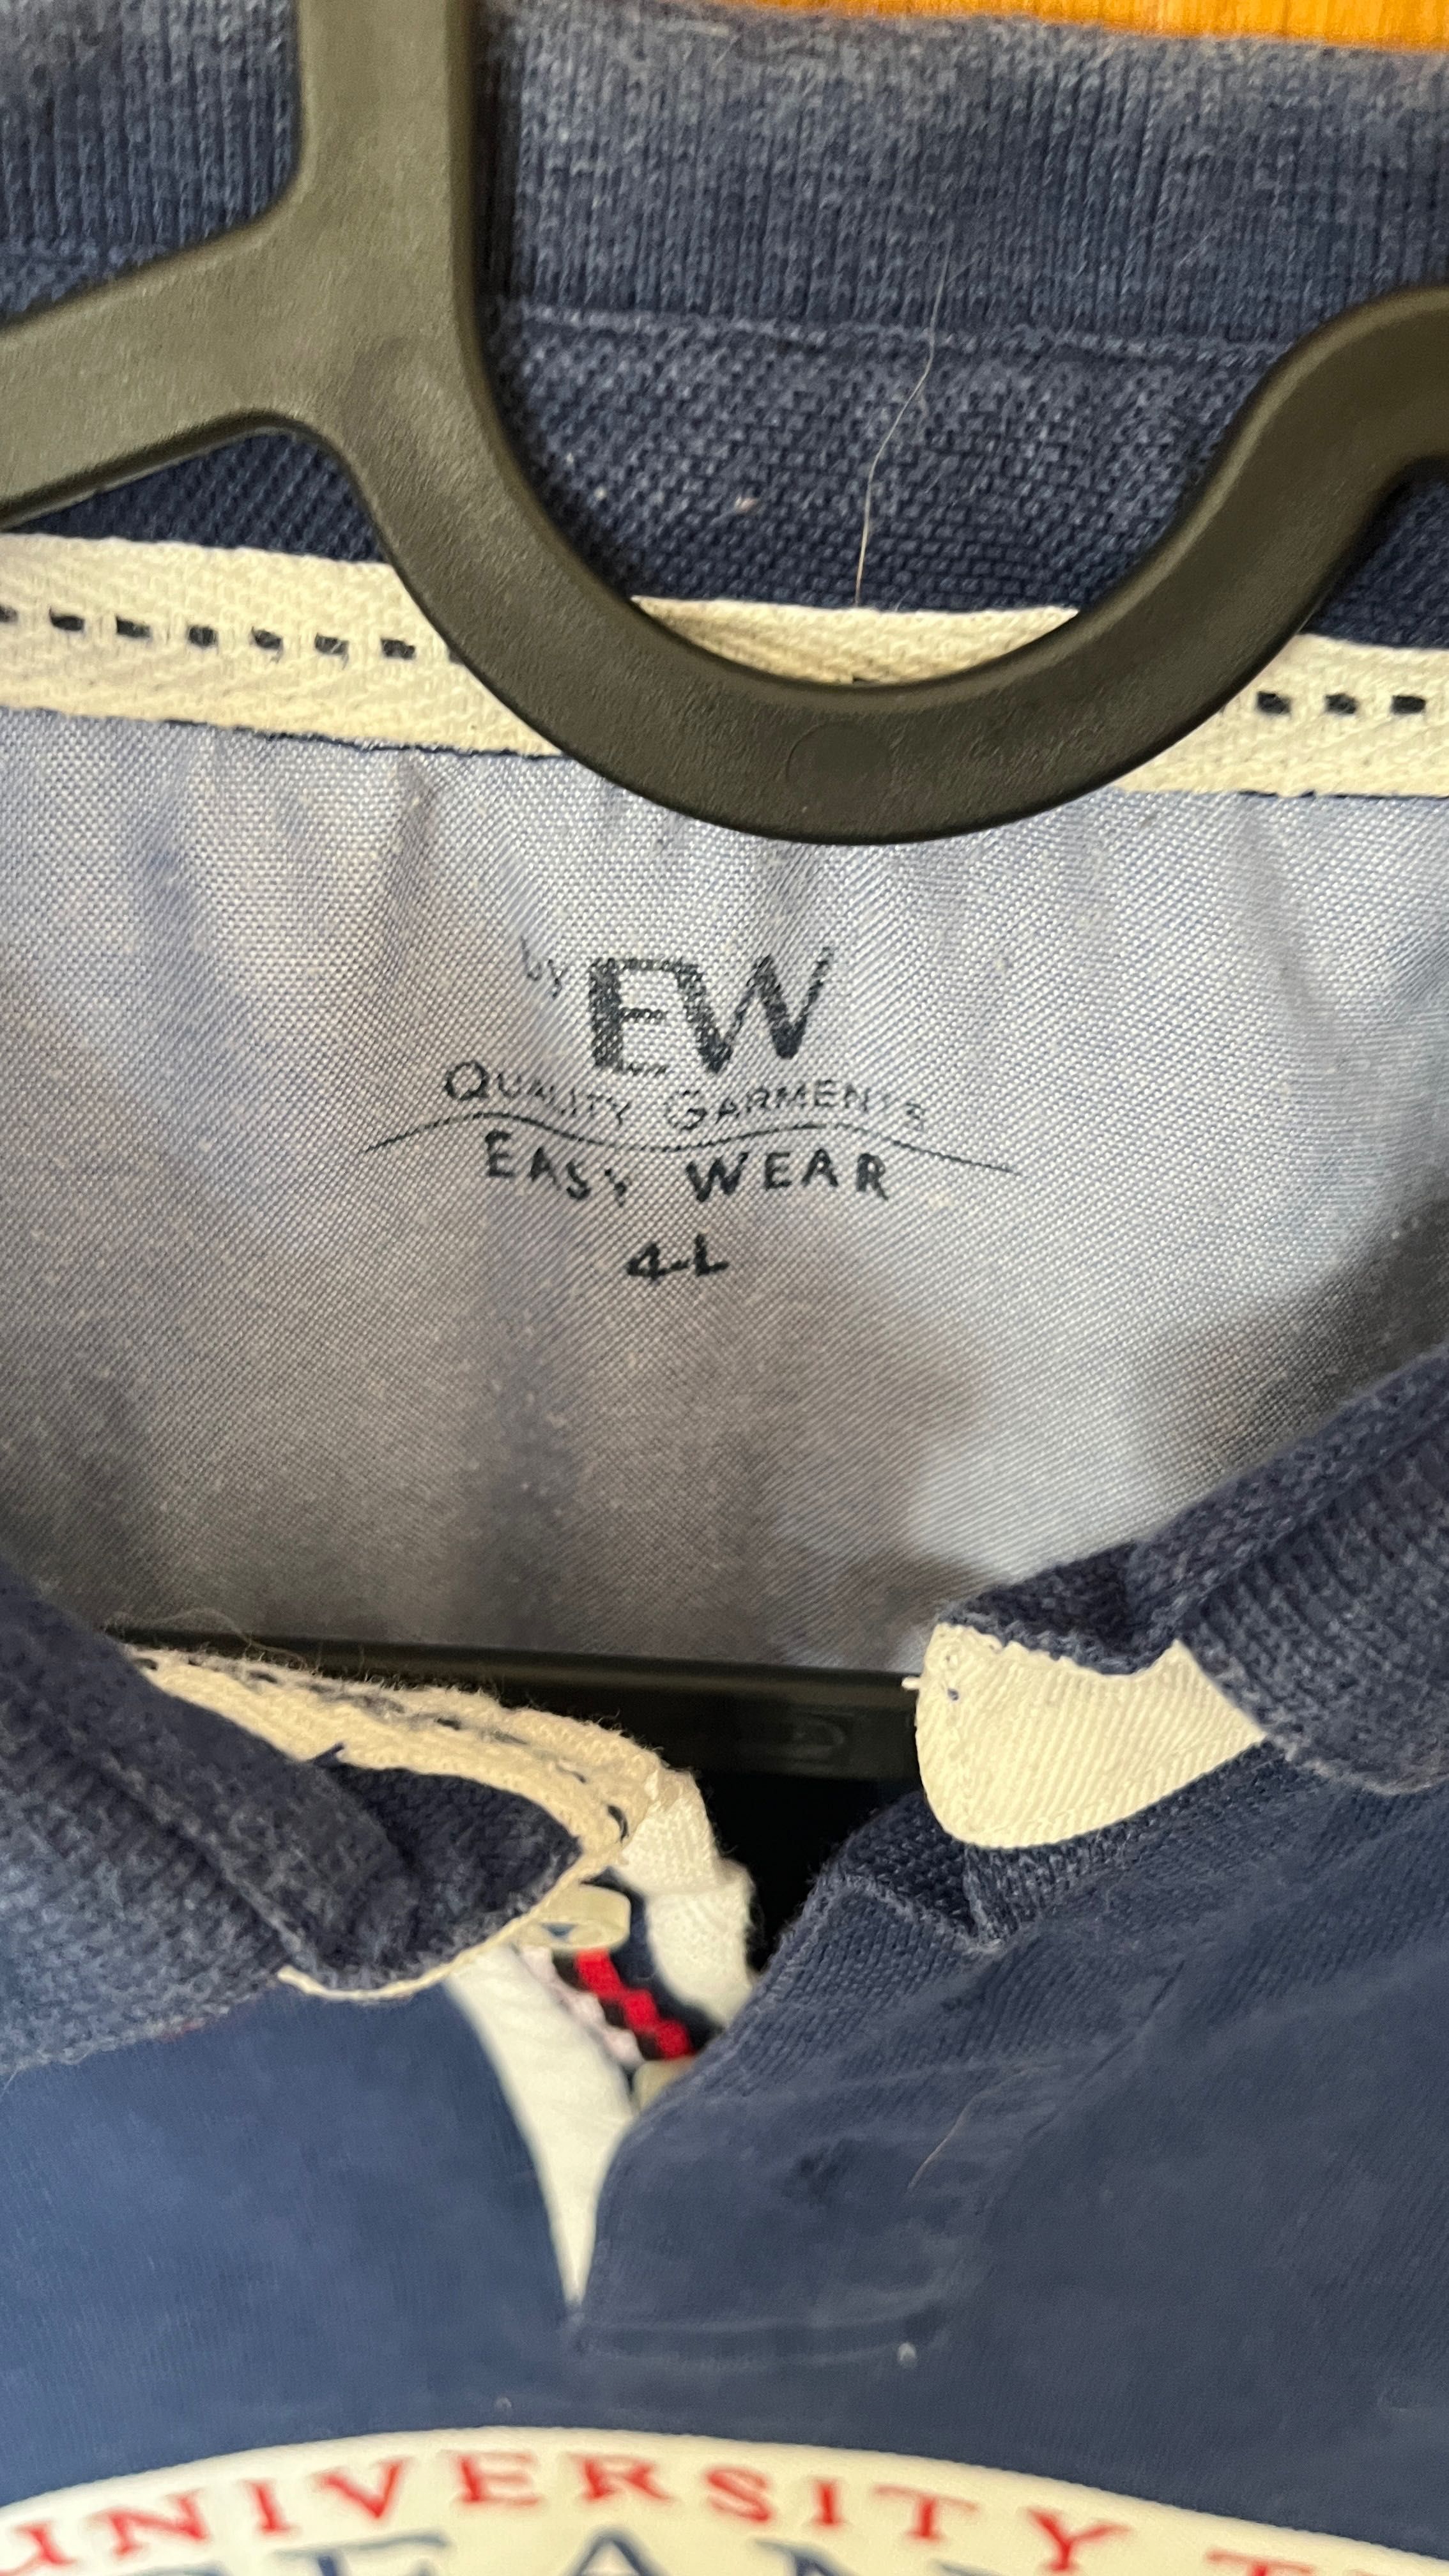 by EW
QUALITY GARMENTS
EASY WEAR
4-L
UNIVERSITY